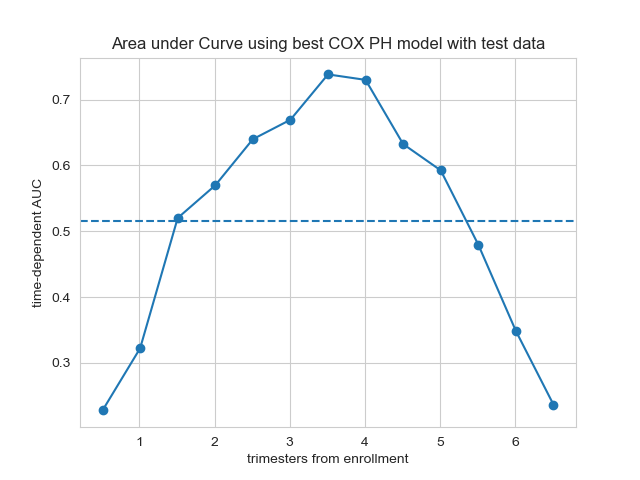 Area under Curve using best COX PH model with test data
time-dependent AUC
0.7
0.6
0.5
0.4
0.3
1 2 3 4 5 6
trimesters from enrollment